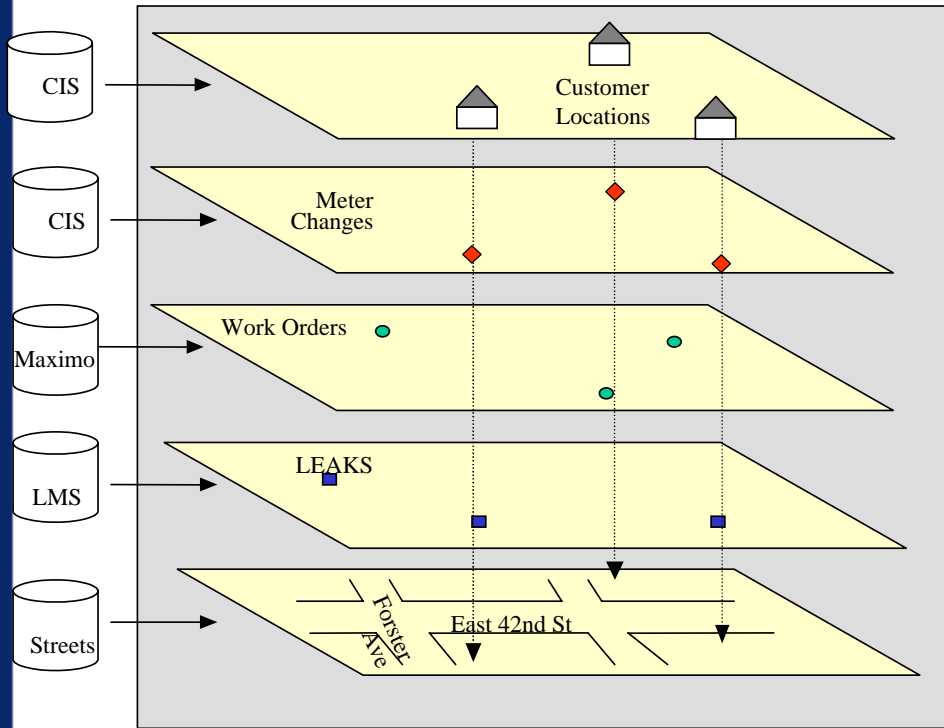 CIS
Customer
Locations
CIS
Meter
Changes
Maximo
Work Orders
LMS
LEAKS
Streets
Forster
Ave
East 42nd St